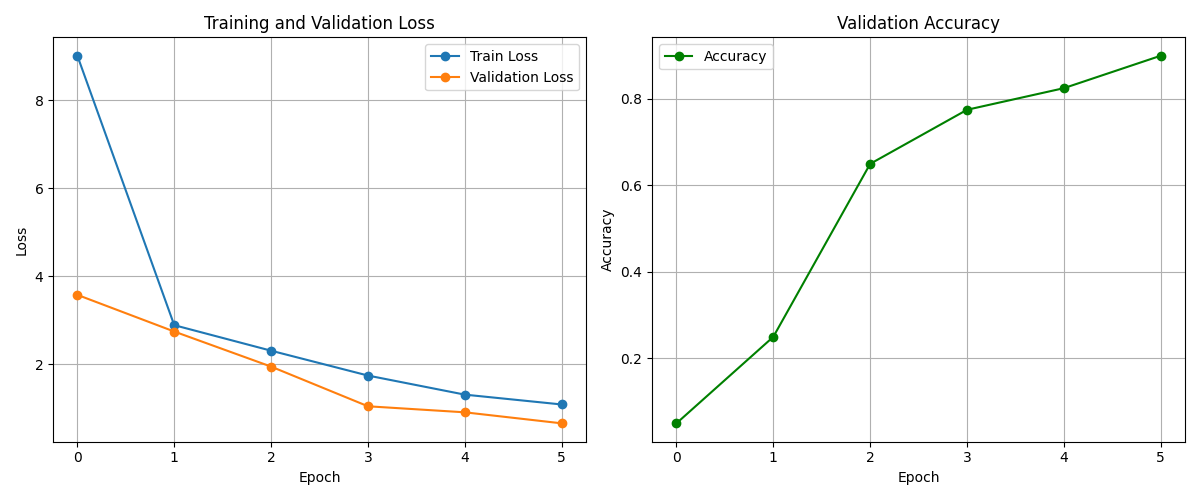 Training and Validation Loss
Train Loss
Validation Loss
8
6
4
2
Loss
0 1 2 3 4 5
Epoch
Validation Accuracy
Accuracy
0.8
0.6
0.4
0.2
Accuracy
0 1 2 3 4 5
Epoch